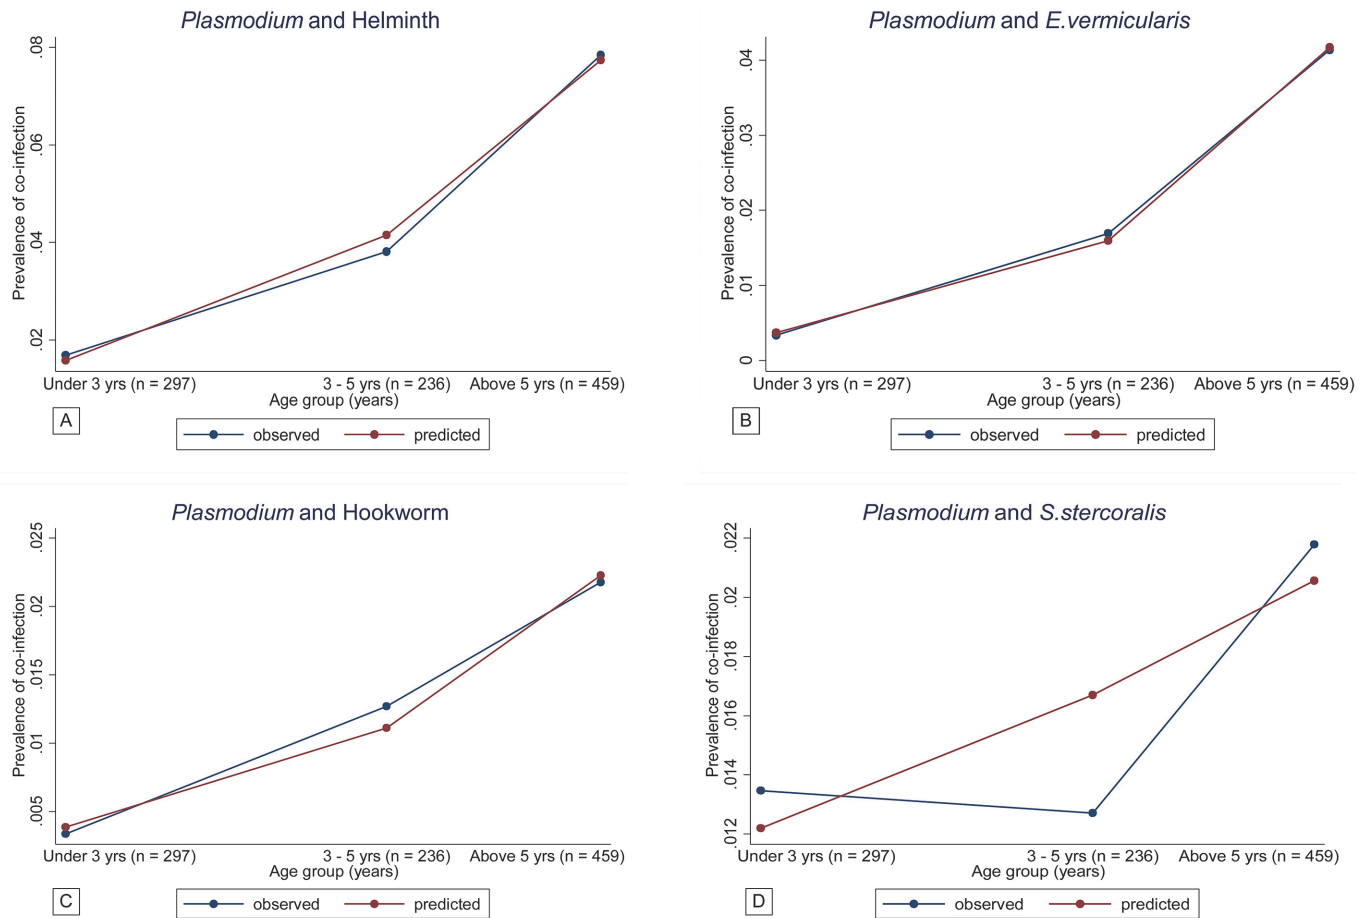 Plasmodium and Helminth
.08
.06
.04
.02
Prevalence of co-infection
Under 3 yrs (n = 297)
3 - 5 yrs (n = 236)
Above 5 yrs (n = 459)
Age group (years)
A
observed
predicted
Plasmodium and E.vermicularis
.04
.03
.02
.01
0
Prevalence of co-infection
Under 3 yrs (n = 297)
3 - 5 yrs (n = 236)
Above 5 yrs (n = 459)
Age group (years)
B
observed
predicted
Plasmodium and Hookworm
.025
.02
.015
.01
.005
Prevalence of co-infection
Under 3 yrs (n = 297)
3 - 5 yrs (n = 236)
Above 5 yrs (n = 459)
Age group (years)
C
observed
predicted
Plasmodium and S.stercoralis
.022
.02
.018
.016
.014
.012
Prevalence of co-infection
Under 3 yrs (n = 297)
3 - 5 yrs (n = 236)
Above 5 yrs (n = 459)
Age group (years)
D
observed
predicted